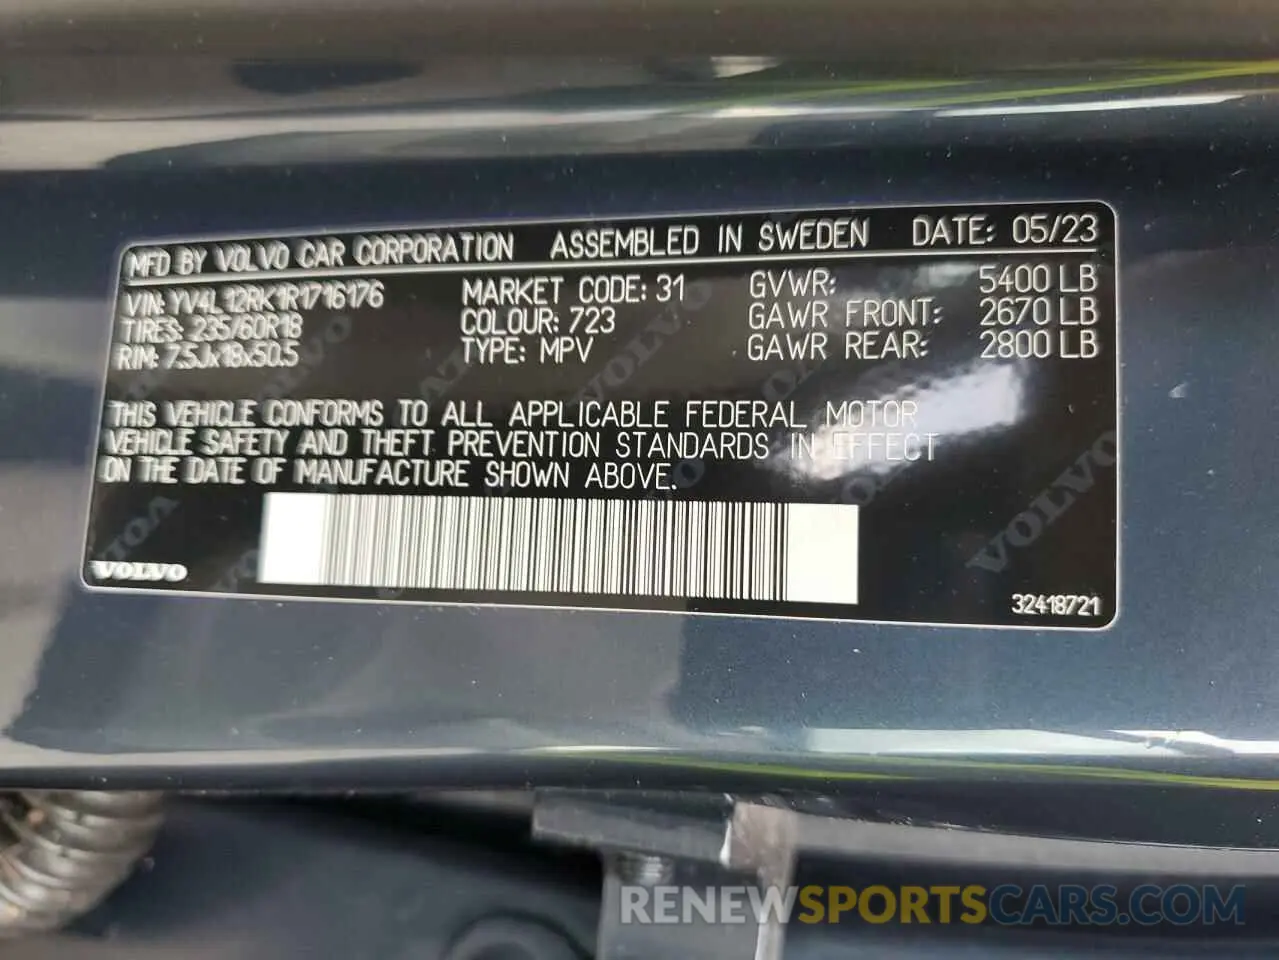 MFD BY VOLVO CAR CORPORATION ASSEMBLED IN SWEDEN DATE: 05/23
VIN: YV4L12RK1R1716176 MARKET CODE: 31 GVWR: 5400 LB
TIRES: 235/60R18 COLOUR: 723 GAWR FRONT: 2670 LB
RIM: 7.5Jx18x50.5 TYPE: MPV GAWR REAR: 2800 LB
THIS VEHICLE CONFORMS TO ALL APPLICABLE FEDERAL MOTOR
VEHICLE SAFETY AND THEFT PREVENTION STANDARDS IN EFFECT
ON THE DATE OF MANUFACTURE SHOWN ABOVE.
VOLVO
32418721
RENEWSPORTSCARS.COM